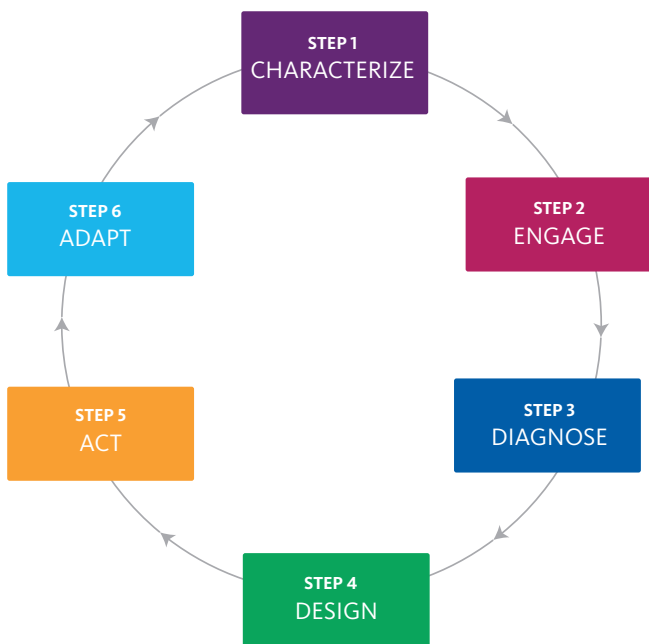 STEP 1
CHARACTERIZE
STEP 2
ENGAGE
STEP 3
DIAGNOSE
STEP 4
DESIGN
STEP 5
ACT
STEP 6
ADAPT